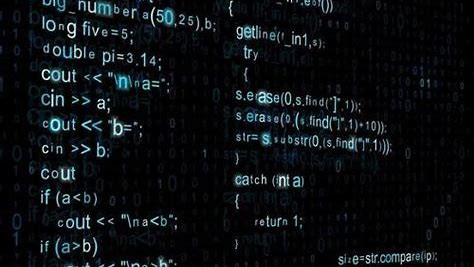 big_number a(50,25),b;
long five=5;
double pi=3.14;
cout << "\n\na=";
cin >> a;
cout << "b=";
cin >> b;
cout
if (a<b)
cout << "\na<b";
if (a>b)
getline(!_in1,s);
try
{
s.erase(0,s.find("]",1);
s.erase(0,(s.find("]",1)+10));
str= s.substr(0,(s.find("]",1)));
}
catch (int a)
{
return 1;
}
size=str.compare(ip);